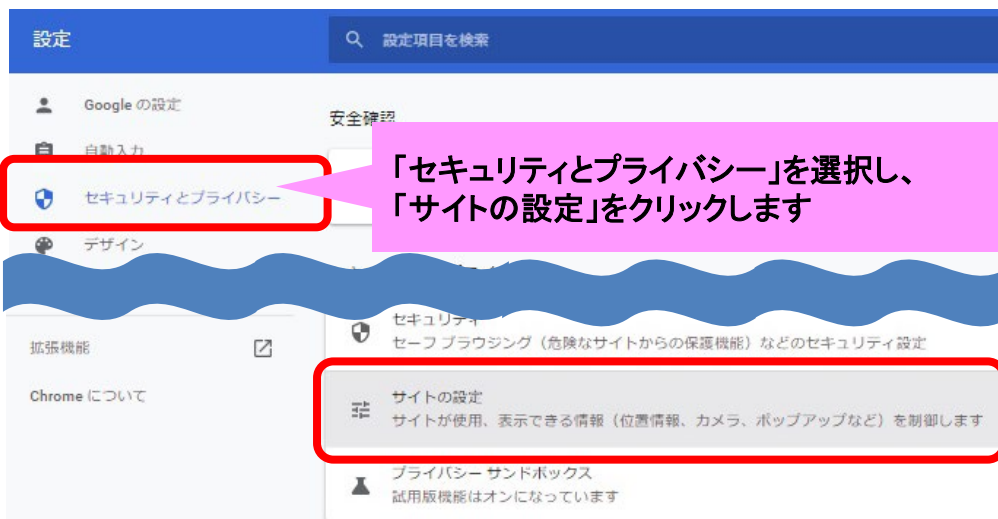 設定
設定項目を検索
Google の設定
自動入力
セキュリティとプライバシー
デザイン
拡張機能
Chrome について
安全確認
「セキュリティとプライバシー」を選択し、
「サイトの設定」をクリックします
セキュリティ
セーフ ブラウジング（危険なサイトからの保護機能）などのセキュリティ設定
サイトの設定
サイトが使用、表示できる情報（位置情報、カメラ、ポップアップなど）を制御します
プライバシー サンドボックス
試用版機能はオンになっています